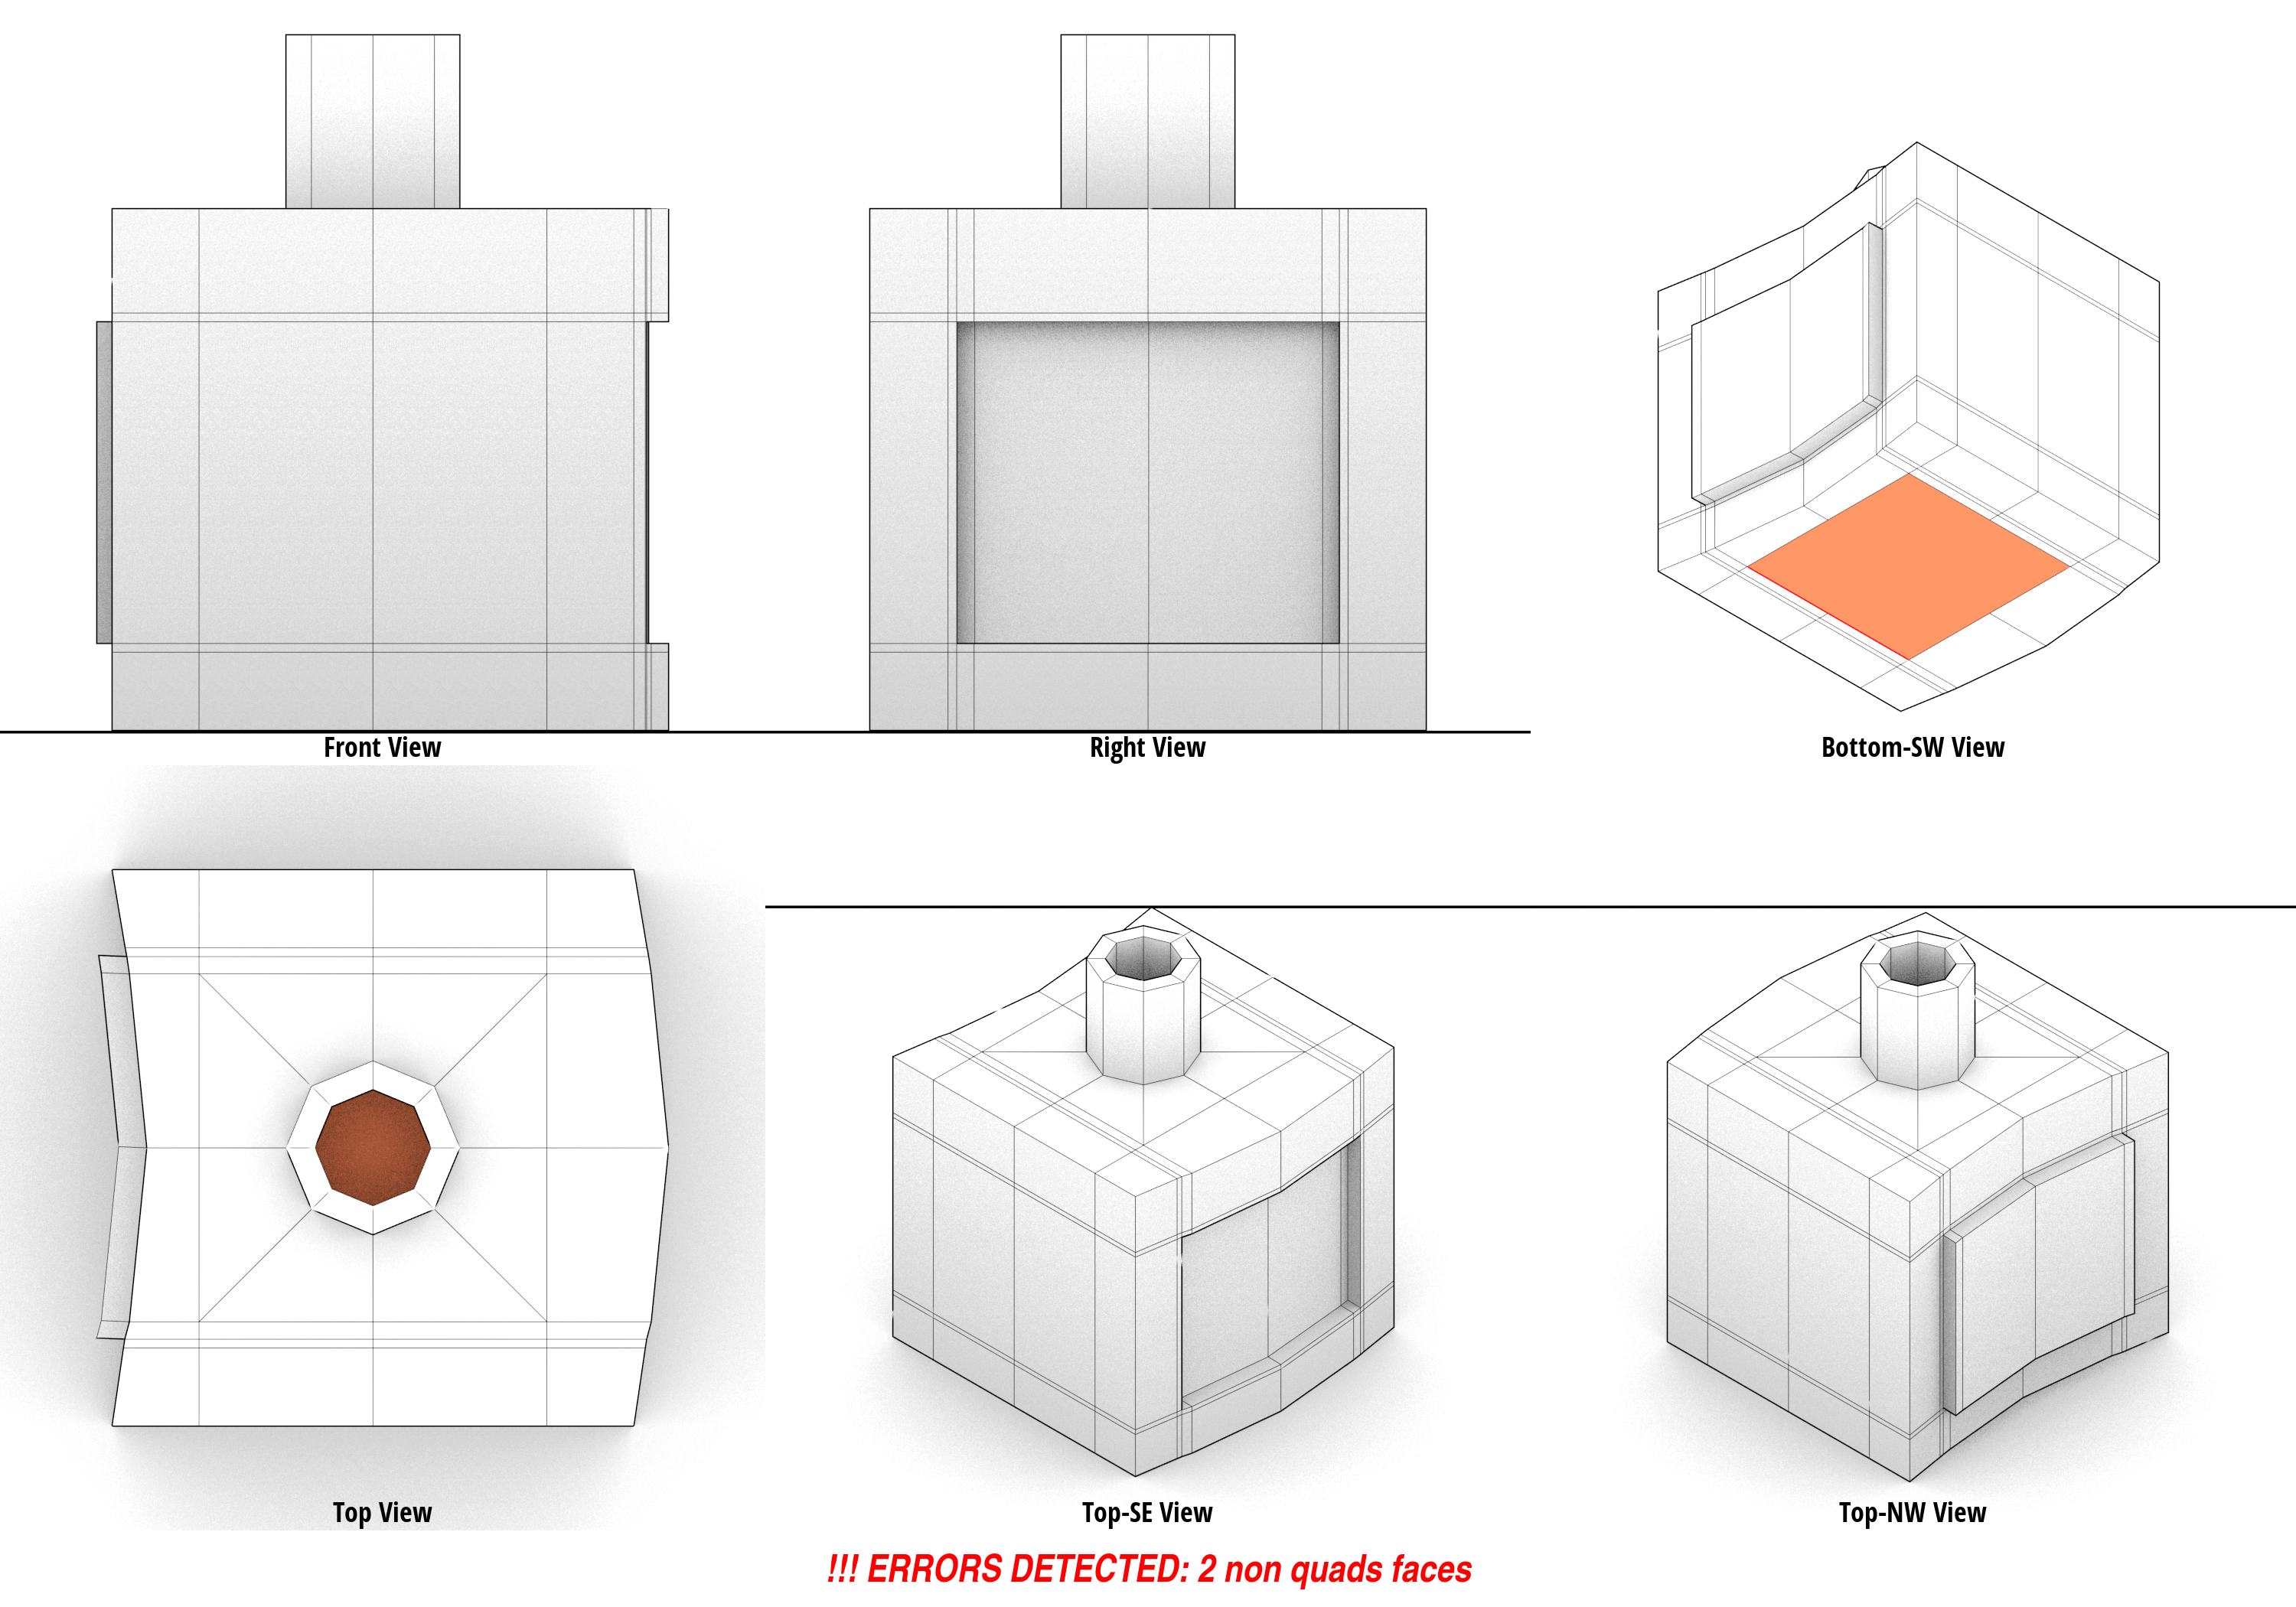 Front View
Right View
Bottom-SW View
Top View
Top-SE View
Top-NW View
!!! ERRORS DETECTED: 2 non quads faces